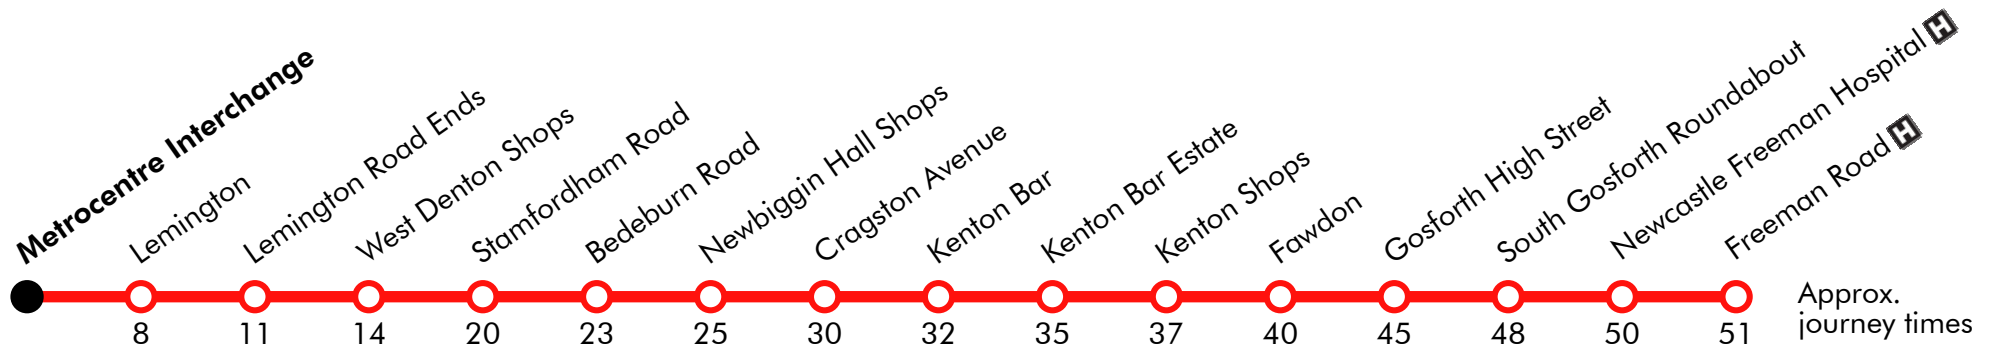 Metrocentre Interchange
Lemington
Lemington Road Ends
West Denton Shops
Stamfordham Road
Bedeburn Road
Newbiggin Hall Shops
Cragston Avenue
Kenton Bar
Kenton Bar Estate
Kenton Shops
Fawdon
Gosforth High Street
South Gosforth Roundabout
Newcastle Freeman Hospital H
Freeman Road H
8 11 14 20 23 25 30 32 35 37 40 45 48 50 51
Approx.
journey times